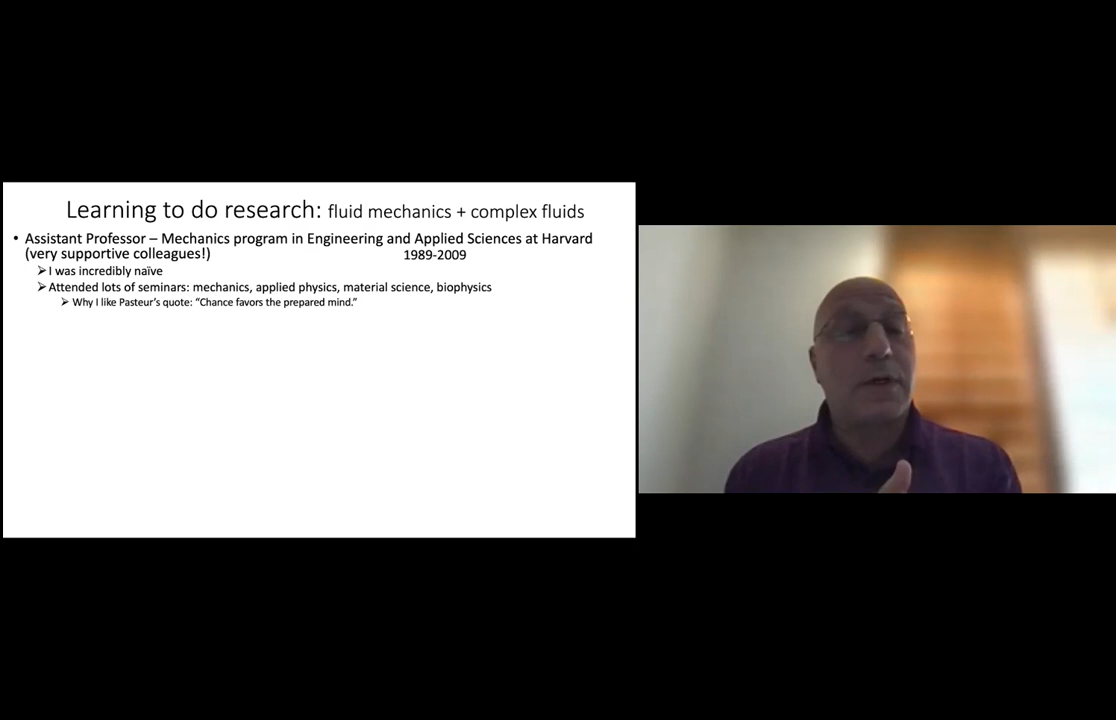 Learning to do research: fluid mechanics + complex fluids
• Assistant Professor – Mechanics program in Engineering and Applied Sciences at Harvard
(very supportive colleagues!) 1989-2009
➢ I was incredibly naïve
➢ Attended lots of seminars: mechanics, applied physics, material science, biophysics
➢ Why I like Pasteur's quote: “Chance favors the prepared mind.”